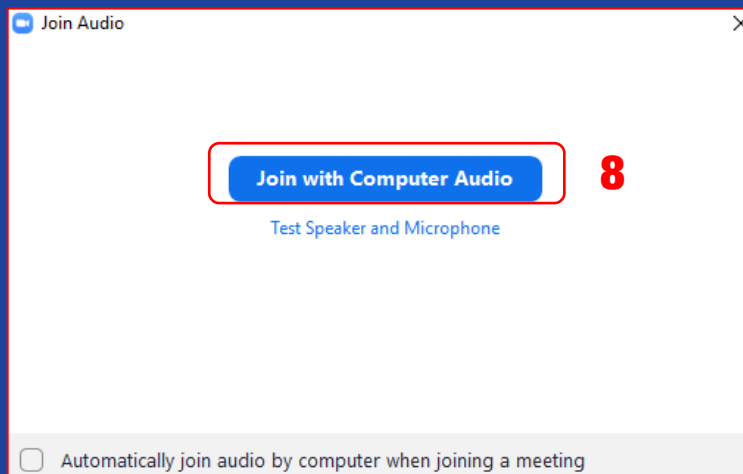 Join Audio
Join with Computer Audio
8
Test Speaker and Microphone
Automatically join audio by computer when joining a meeting